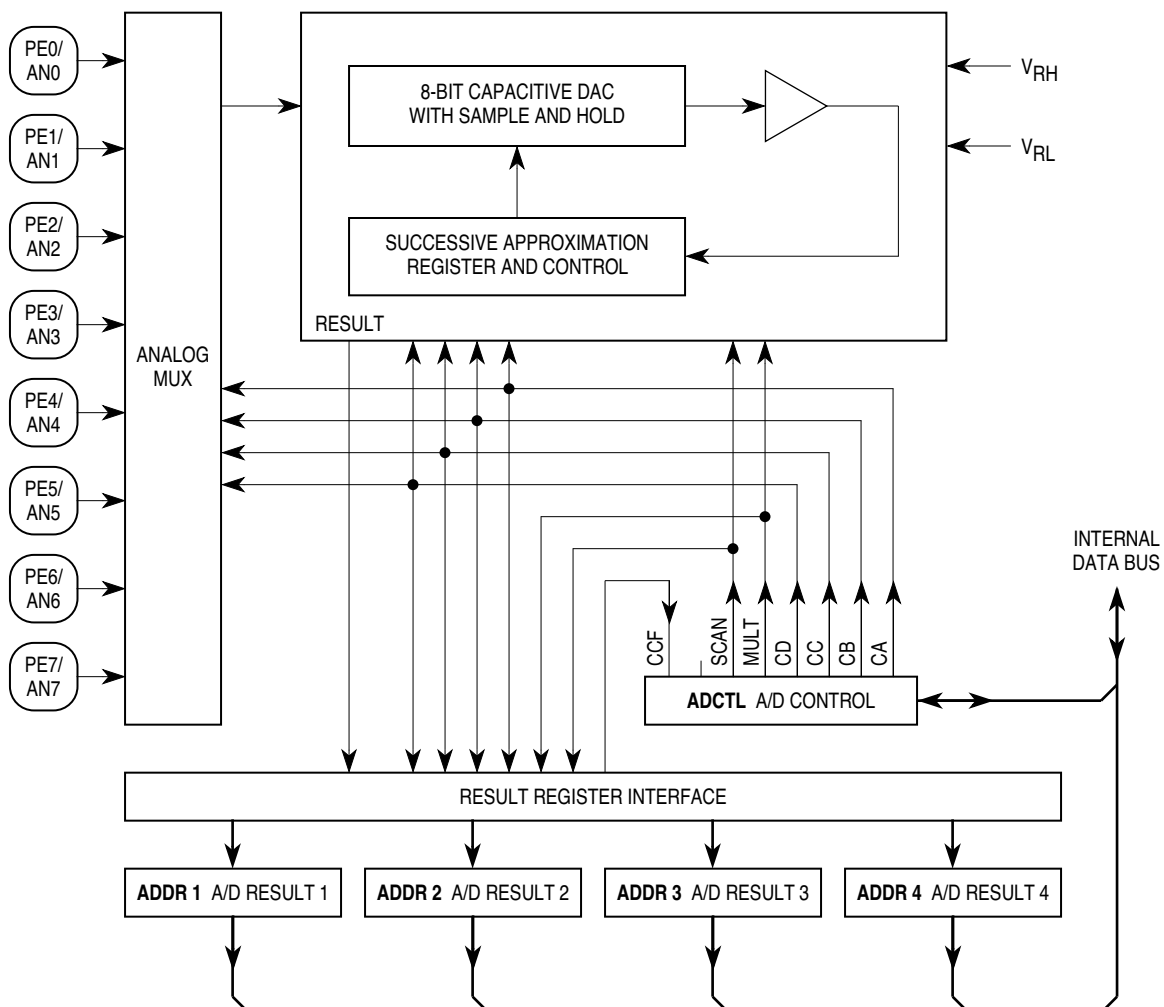 PE0/
AN0
PE1/
AN1
PE2/
AN2
PE3/
AN3
PE4/
AN4
PE5/
AN5
PE6/
AN6
PE7/
AN7
ANALOG
MUX
8-BIT CAPACITIVE DAC
WITH SAMPLE AND HOLD
SUCCESSIVE APPROXIMATION
REGISTER AND CONTROL
RESULT
VRH
VRL
INTERNAL
DATA BUS
CCF
SCAN
MULT
CD
CC
CB
CA
ADCTL A/D CONTROL
RESULT REGISTER INTERFACE
ADDR 1 A/D RESULT 1
ADDR 2 A/D RESULT 2
ADDR 3 A/D RESULT 3
ADDR 4 A/D RESULT 4